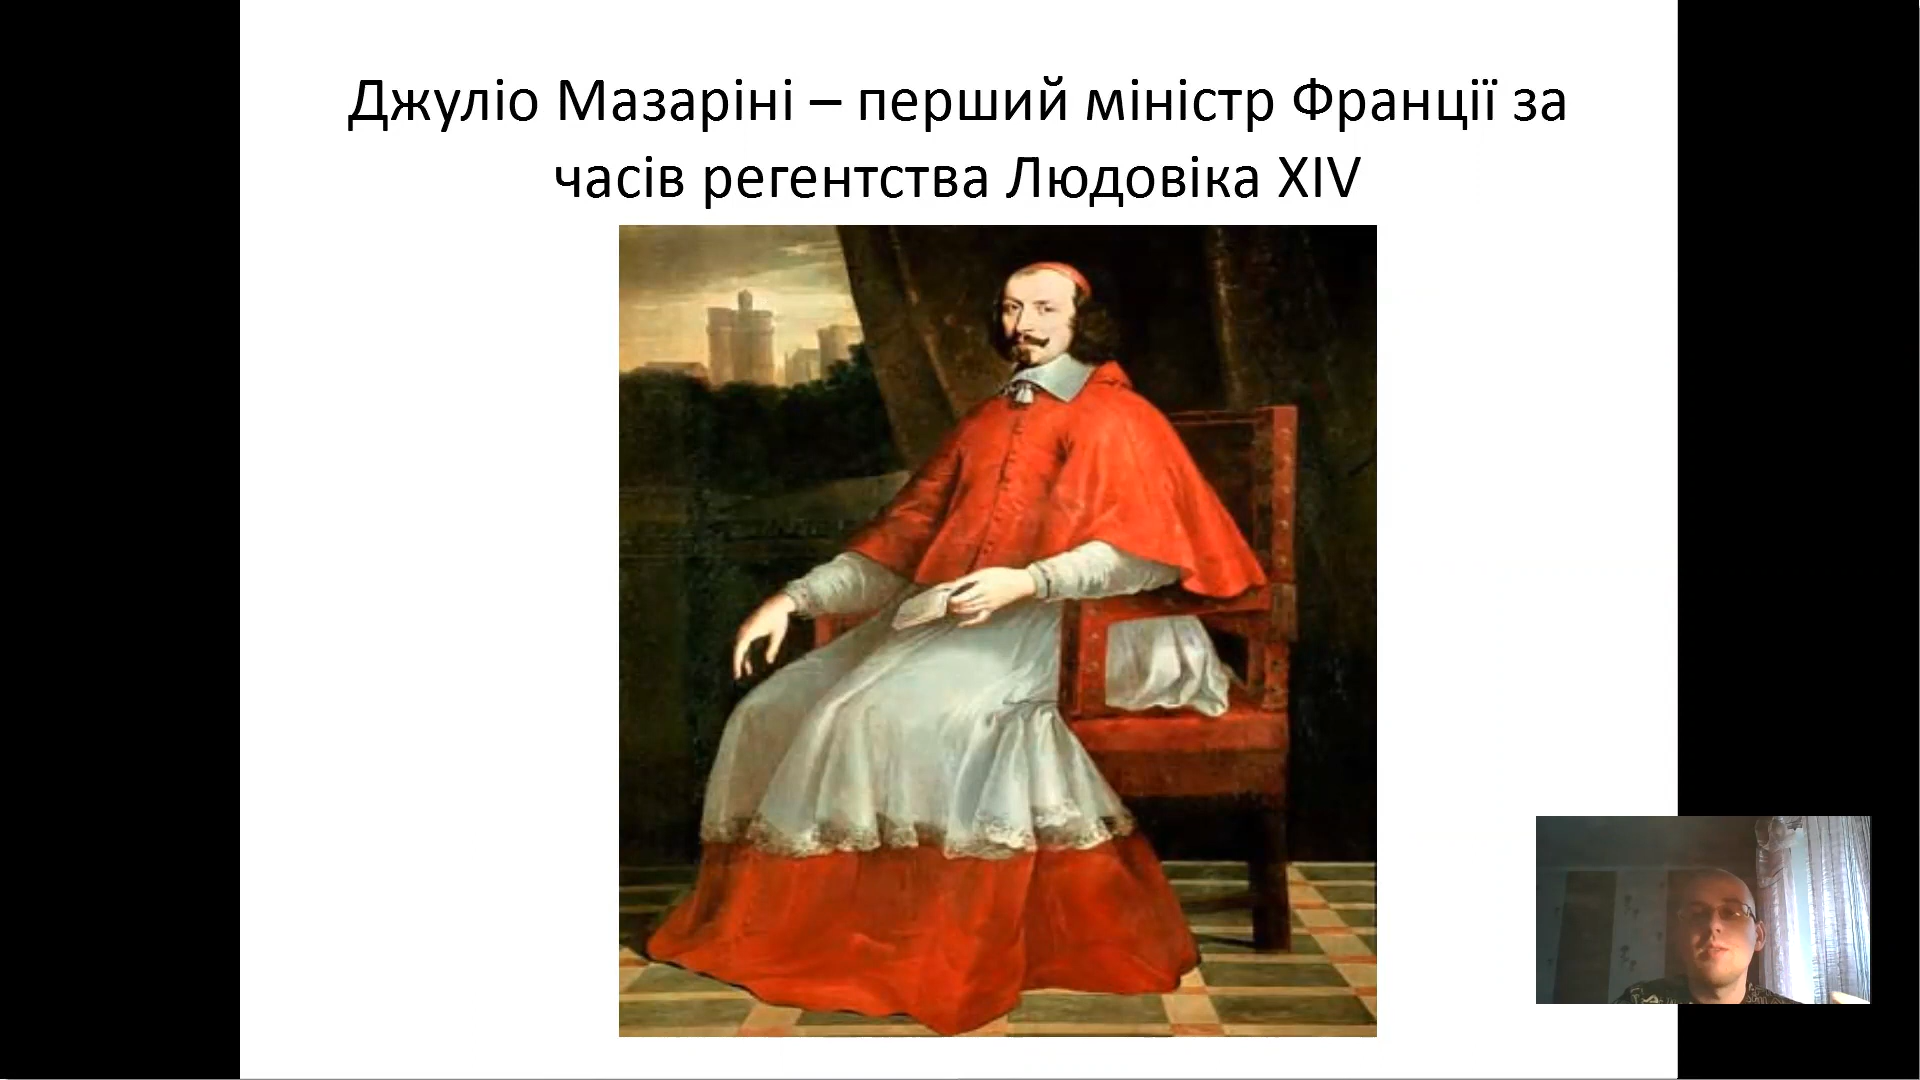 Джуліо Мазаріні – перший міністр Франції за
часів регентства Людовіка XIV